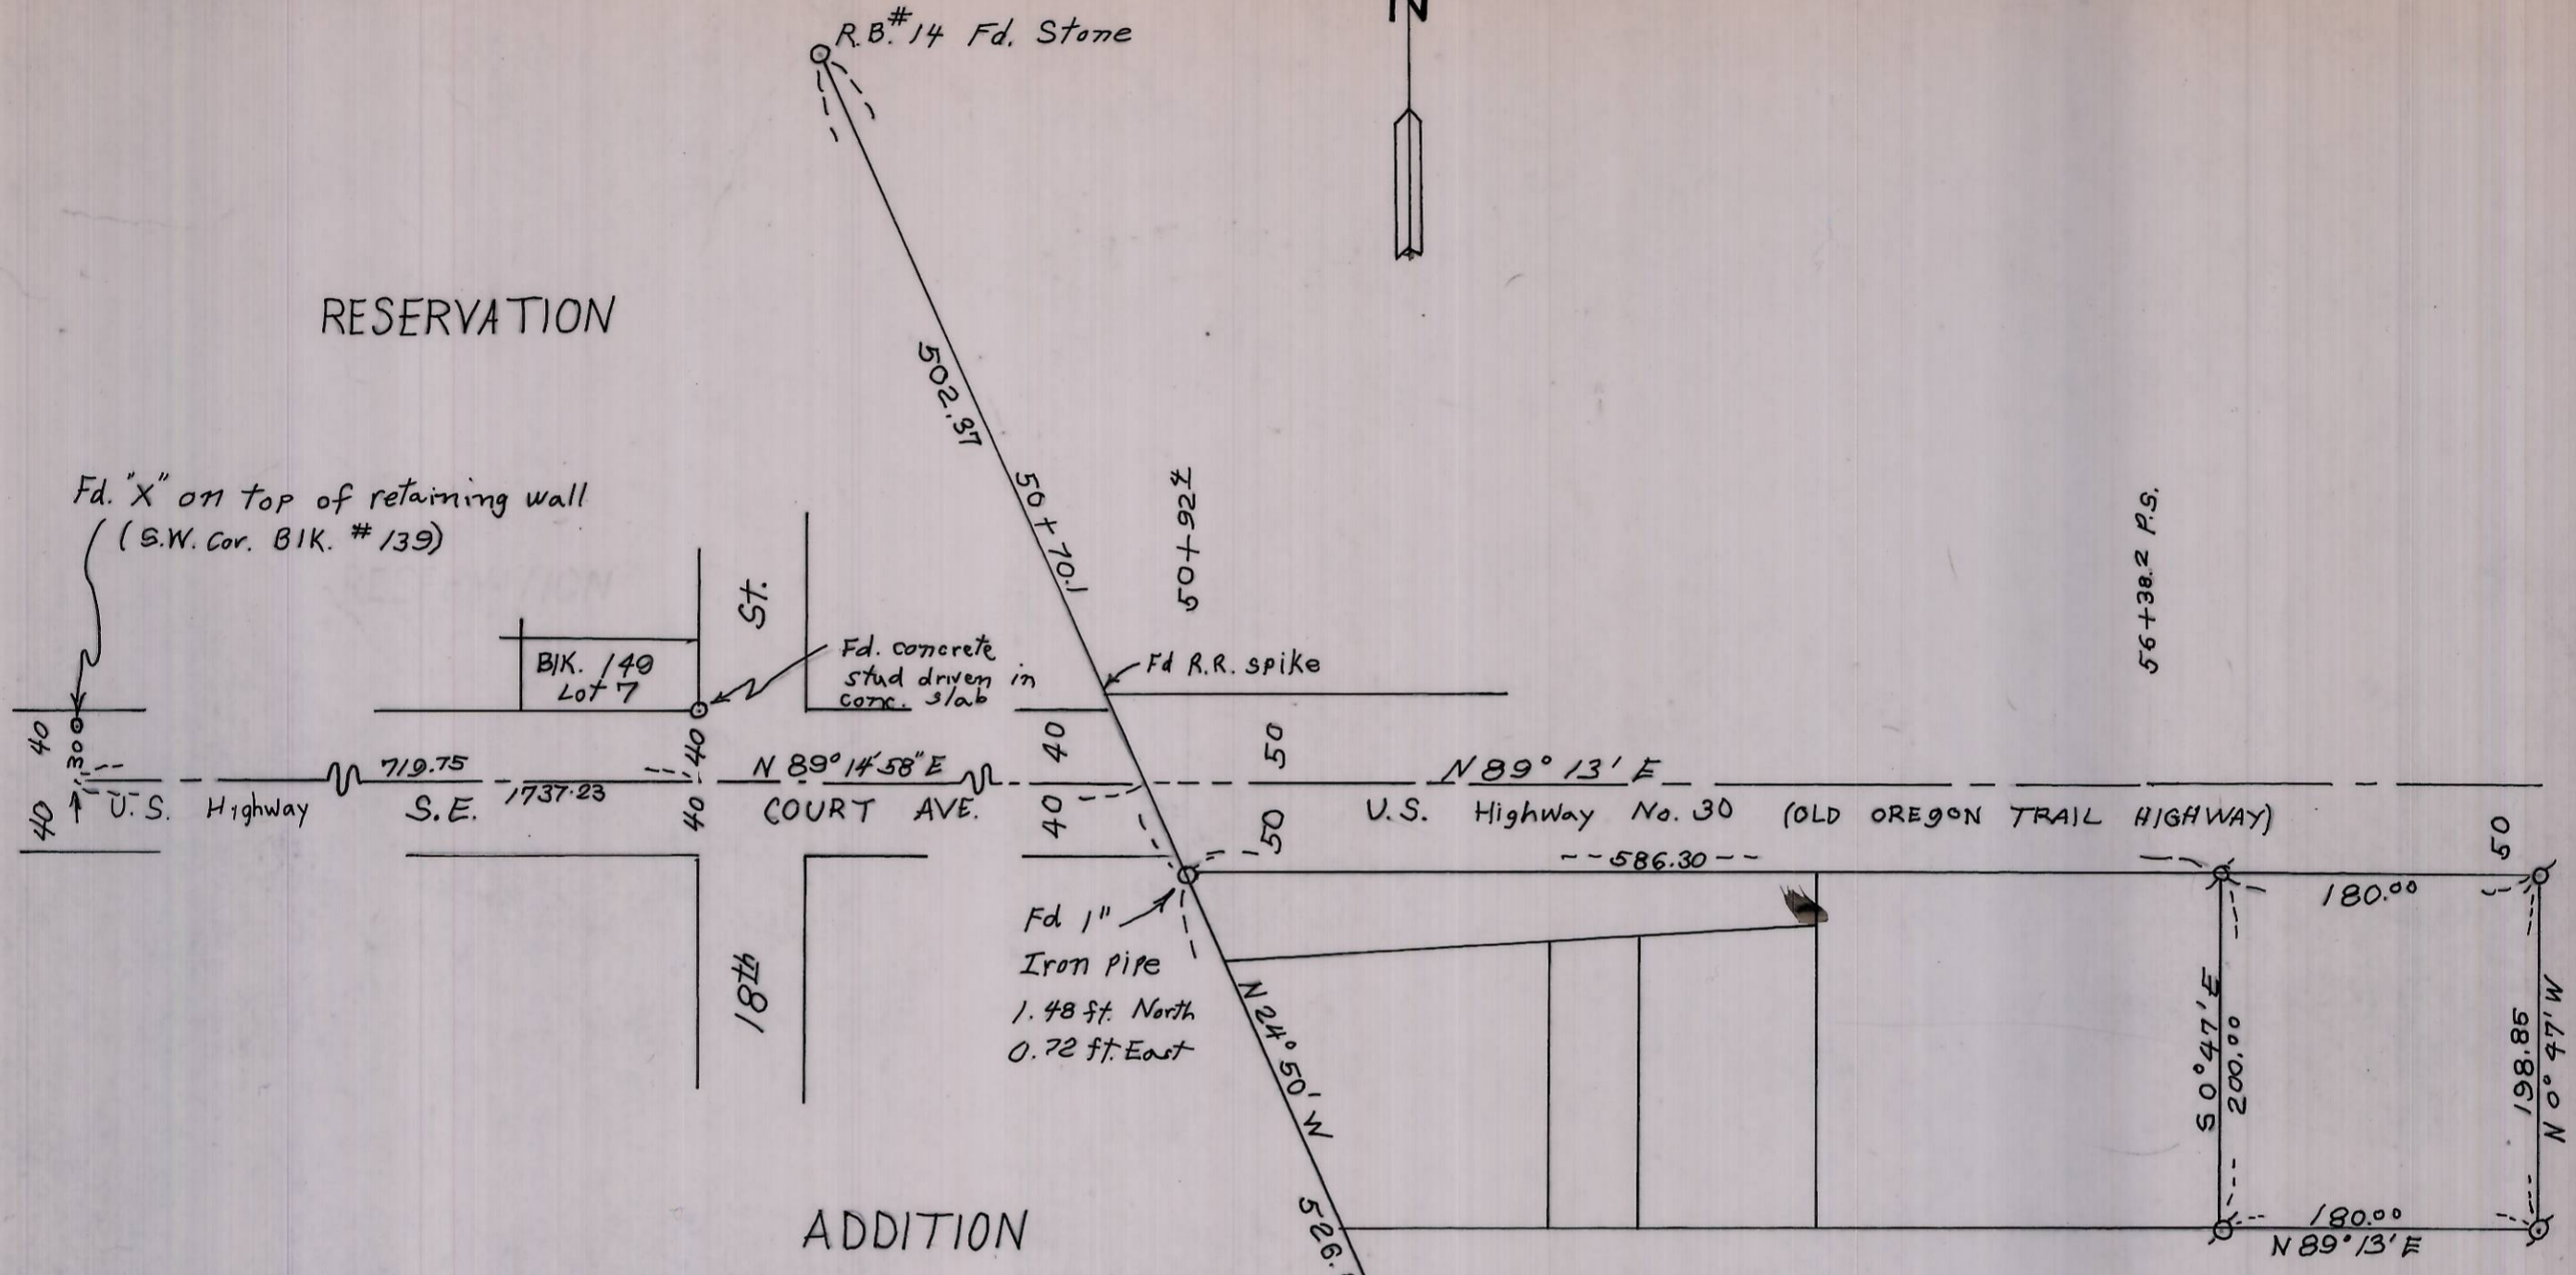 N
R.B.#14 Fd. Stone
RESERVATION
502.37
50+70.1
50+924
56+38.2 P.S.
Fd. "X" on top of retaining wall
(S.W. Cor. Blk. #139)
St.
Blk. 149
Lot 7
Fd. concrete
stud driven in
conc. slab
Fd R.R. spike
40
30
40
719.75
1737.23
40
40
N 89° 14' 58" E
40
40
50
50
N 89° 13' E
U.S. Highway
S.E.
COURT AVE.
U.S. Highway No. 30 (OLD OREGON TRAIL HIGHWAY)
50
586.30
180.00
Fd 1"
Iron Pipe
1.48 ft. North
0.72 ft. East
18th
N 24° 50' W
S 0° 47' E
200.00
198.85
N 0° 47' W
ADDITION
526.
180.00
N 89° 13' E